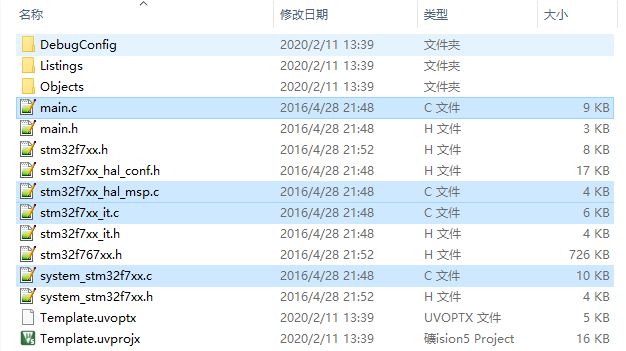 名称 修改日期 类型 大小
DebugConfig 2020/2/11 13:39 文件夹
Listings 2020/2/11 13:39 文件夹
Objects 2020/2/11 13:39 文件夹
main.c 2016/4/28 21:48 C 文件 9 KB
main.h 2016/4/28 21:48 H 文件 3 KB
stm32f7xx.h 2016/4/28 21:52 H 文件 8 KB
stm32f7xx_hal_conf.h 2016/4/28 21:48 H 文件 17 KB
stm32f7xx_hal_msp.c 2016/4/28 21:48 C 文件 4 KB
stm32f7xx_it.c 2016/4/28 21:48 C 文件 6 KB
stm32f7xx_it.h 2016/4/28 21:48 H 文件 4 KB
stm32f767xx.h 2016/4/28 21:52 H 文件 726 KB
system_stm32f7xx.c 2016/4/28 21:48 C 文件 10 KB
system_stm32f7xx.h 2016/4/28 21:52 H 文件 4 KB
Template.uvoptx 2020/2/11 13:39 UVOPTX 文件 5 KB
Template.uvprojx 2020/2/11 13:39 礦ision5 Project 16 KB